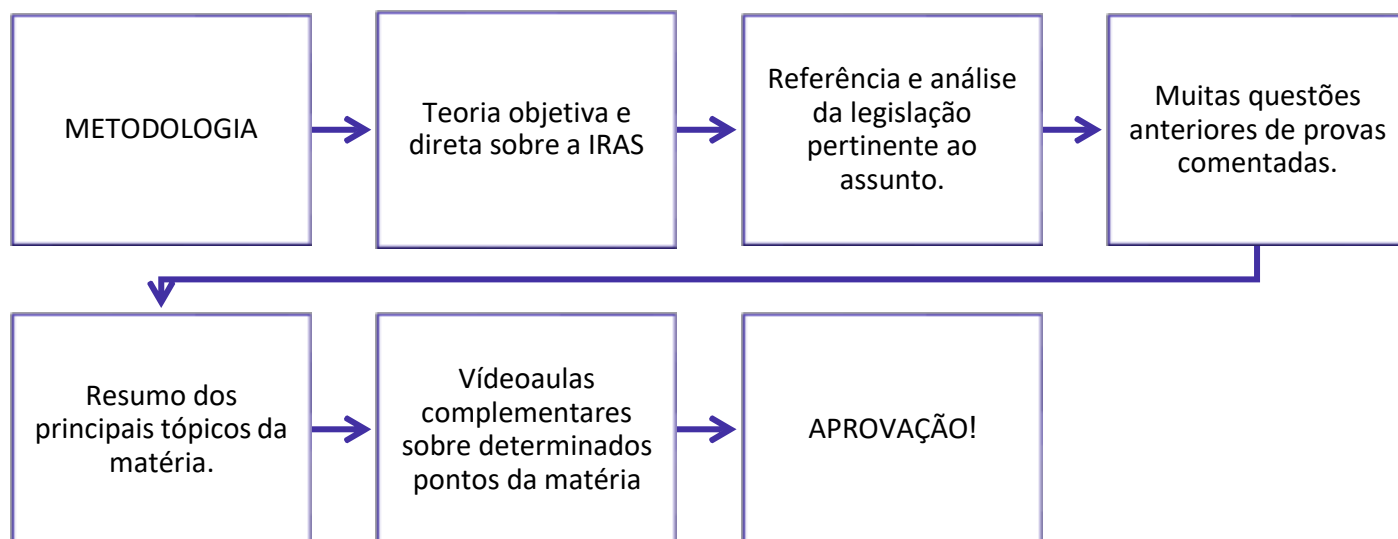 METODOLOGIA
Teoria objetiva e
direta sobre a IRAS
Referência e análise
da legislação
pertinente ao
assunto.
Muitas questões
anteriores de provas
comentadas.
Resumo dos
principais tópicos da
matéria.
Vídeoaulas
complementares
sobre determinados
pontos da matéria
APROVAÇÃO!